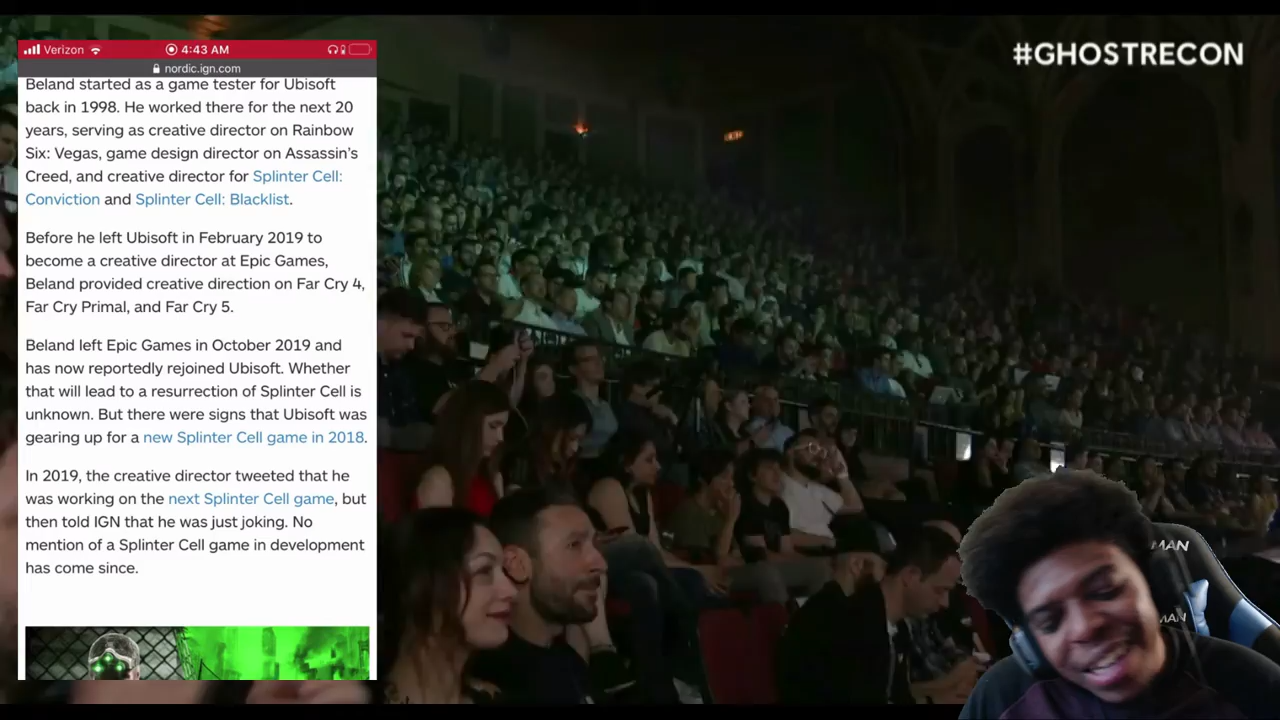 #GHOSTRECON
Verizon
4:43 AM
nordic.ign.com
Beland started as a game tester for Ubisoft
back in 1998. He worked there for the next 20
years, serving as creative director on Rainbow
Six: Vegas, game design director on Assassin’s
Creed, and creative director for Splinter Cell:
Conviction and Splinter Cell: Blacklist.
Before he left Ubisoft in February 2019 to
become a creative director at Epic Games,
Beland provided creative direction on Far Cry 4,
Far Cry Primal, and Far Cry 5.
Beland left Epic Games in October 2019 and
has now reportedly rejoined Ubisoft. Whether
that will lead to a resurrection of Splinter Cell is
unknown. But there were signs that Ubisoft was
gearing up for a new Splinter Cell game in 2018.
In 2019, the creative director tweeted that he
was working on the next Splinter Cell game, but
then told IGN that he was just joking. No
mention of a Splinter Cell game in development
has come since.
MAN
MAN